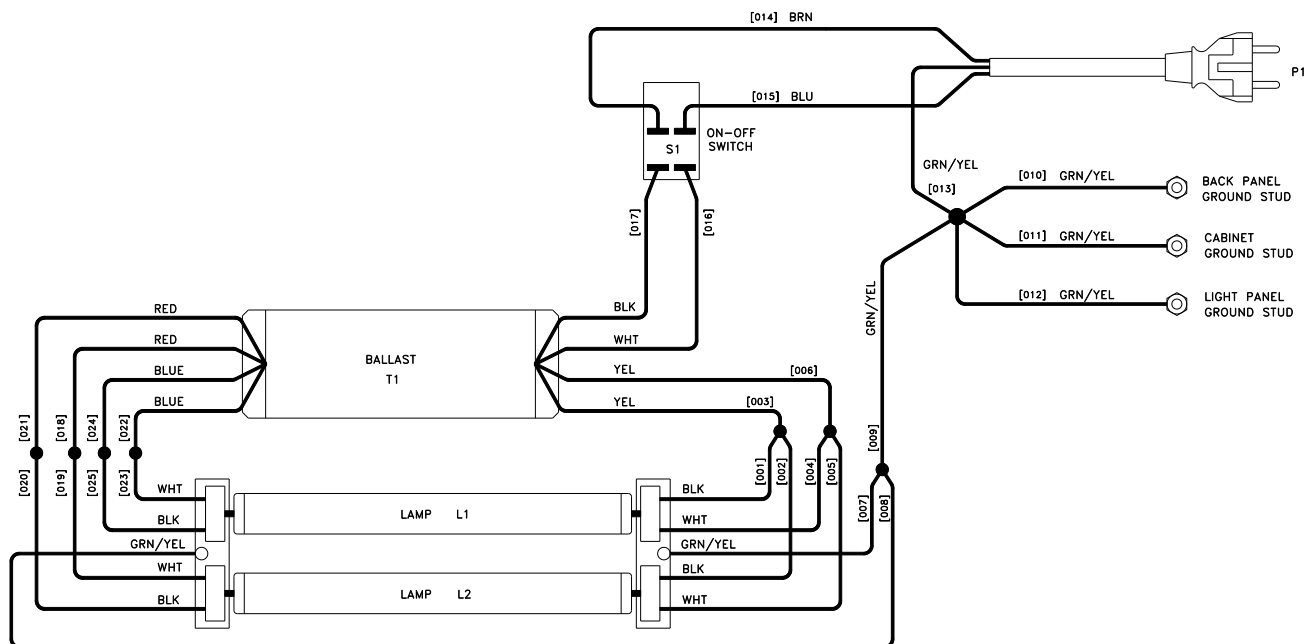 [014] BRN
P1
[015] BLU
ON-OFF
SWITCH
S1
GRN/YEL
[013]
[010] GRN/YEL
BACK PANEL
GROUND STUD
[017]
[016]
[011] GRN/YEL
CABINET
GROUND STUD
GRN/YEL
[012] GRN/YEL
LIGHT PANEL
GROUND STUD
RED
BLK
RED
WHT
BALLAST
T1
BLUE
YEL
[006]
BLUE
YEL
[003]
[021]
[018]
[024]
[022]
[009]
[020]
[019]
[025]
[023]
[001]
[002]
[004]
[005]
[007]
[008]
WHT
BLK
LAMP L1
BLK
WHT
GRN/YEL
GRN/YEL
WHT
BLK
LAMP L2
BLK
WHT